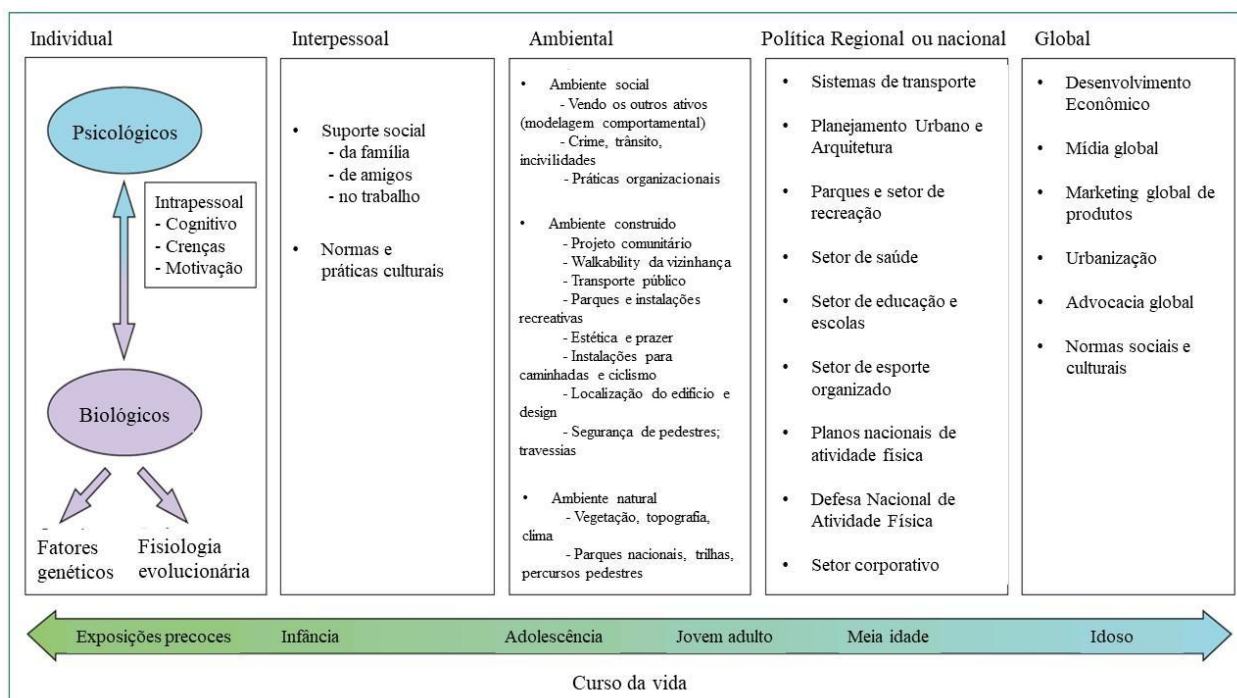 Individual
Psicológicos
Intrapessoal
- Cognitivo
- Crenças
- Motivação
Biológicos
Fatores
genéticos
Fisiologia
evolucionária
Interpessoal
• Suporte social
- da família
- de amigos
- no trabalho
• Normas e
práticas culturais
Ambiental
• Ambiente social
- Vendo os outros ativos
(modelagem comportamental)
- Crime, trânsito,
incivilidades
- Práticas organizacionais
• Ambiente construído
- Projeto comunitário
- Walkability da vizinhança
- Transporte público
- Parques e instalações
recreativas
- Estética e prazer
- Instalações para
caminhadas e ciclismo
- Localização do edifício e
design
- Segurança de pedestres;
travessias
• Ambiente natural
- Vegetação, topografia,
clima
- Parques nacionais, trilhas,
percursos pedestres
Política Regional ou nacional
• Sistemas de transporte
• Planejamento Urbano e
Arquitetura
• Parques e setor de
recreação
• Setor de saúde
• Setor de educação e
escolas
• Setor de esporte
organizado
• Planos nacionais de
atividade física
• Defesa Nacional de
Atividade Física
• Setor corporativo
Global
• Desenvolvimento
Econômico
• Mídia global
• Marketing global de
produtos
• Urbanização
• Advocacia global
• Normas sociais e
culturais
Exposições precoces
Infância
Adolescência
Jovem adulto
Meia idade
Idoso
Curso da vida